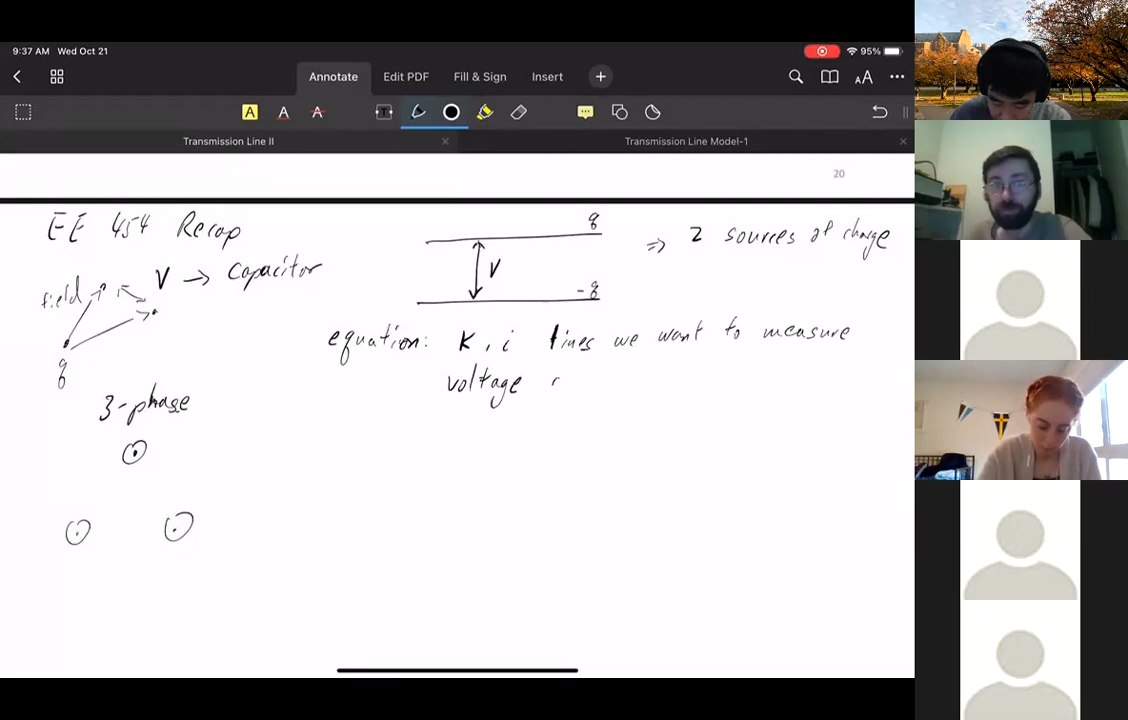 9:37 AM Wed Oct 21
95%
Annotate Edit PDF Fill & Sign Insert
AA
A A A T
Transmission Line II
Transmission Line Model-1
20
EE 454 Recap
q
-q
V
⇒ 2 sources of charge
field
V → Capacitor
q
equation: k, i lines we want to measure
voltage
3-phase